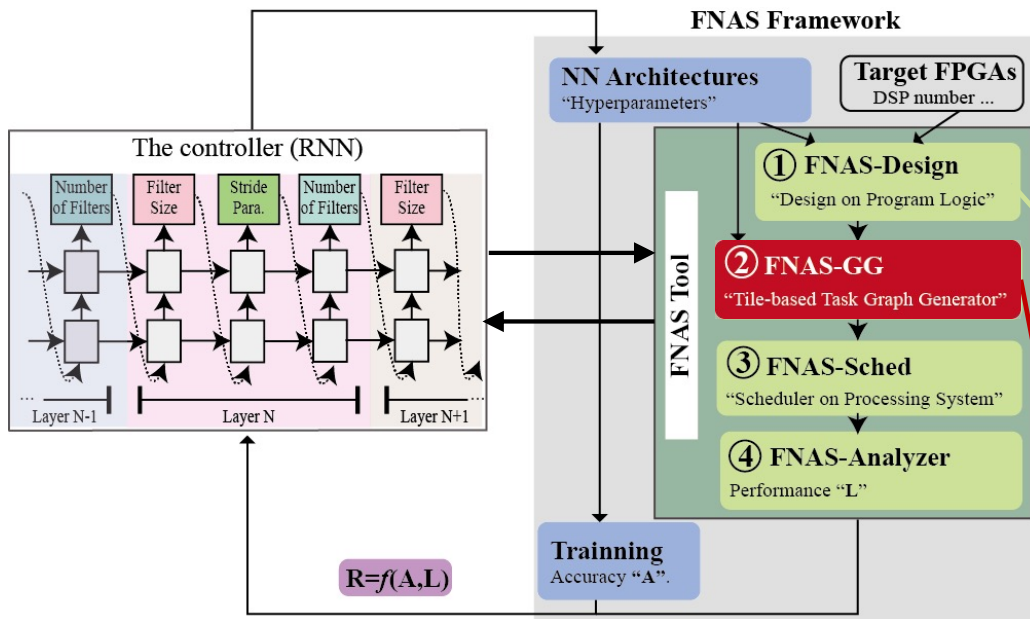 FNAS Framework
NN Architectures
“Hyperparameters”
Target FPGAs
DSP number ...
The controller (RNN)
Number
of Filters
Filter
Size
Stride
Para.
Number
of Filters
Filter
Size
...
Layer N-1
Layer N
...
Layer N+1
FNAS Tool
① FNAS-Design
“Design on Program Logic”
② FNAS-GG
“Tile-based Task Graph Generator”
③ FNAS-Sched
“Scheduler on Processing System”
④ FNAS-Analyzer
Performance “L”
Trainning
Accuracy “A”.
R=f(A,L)